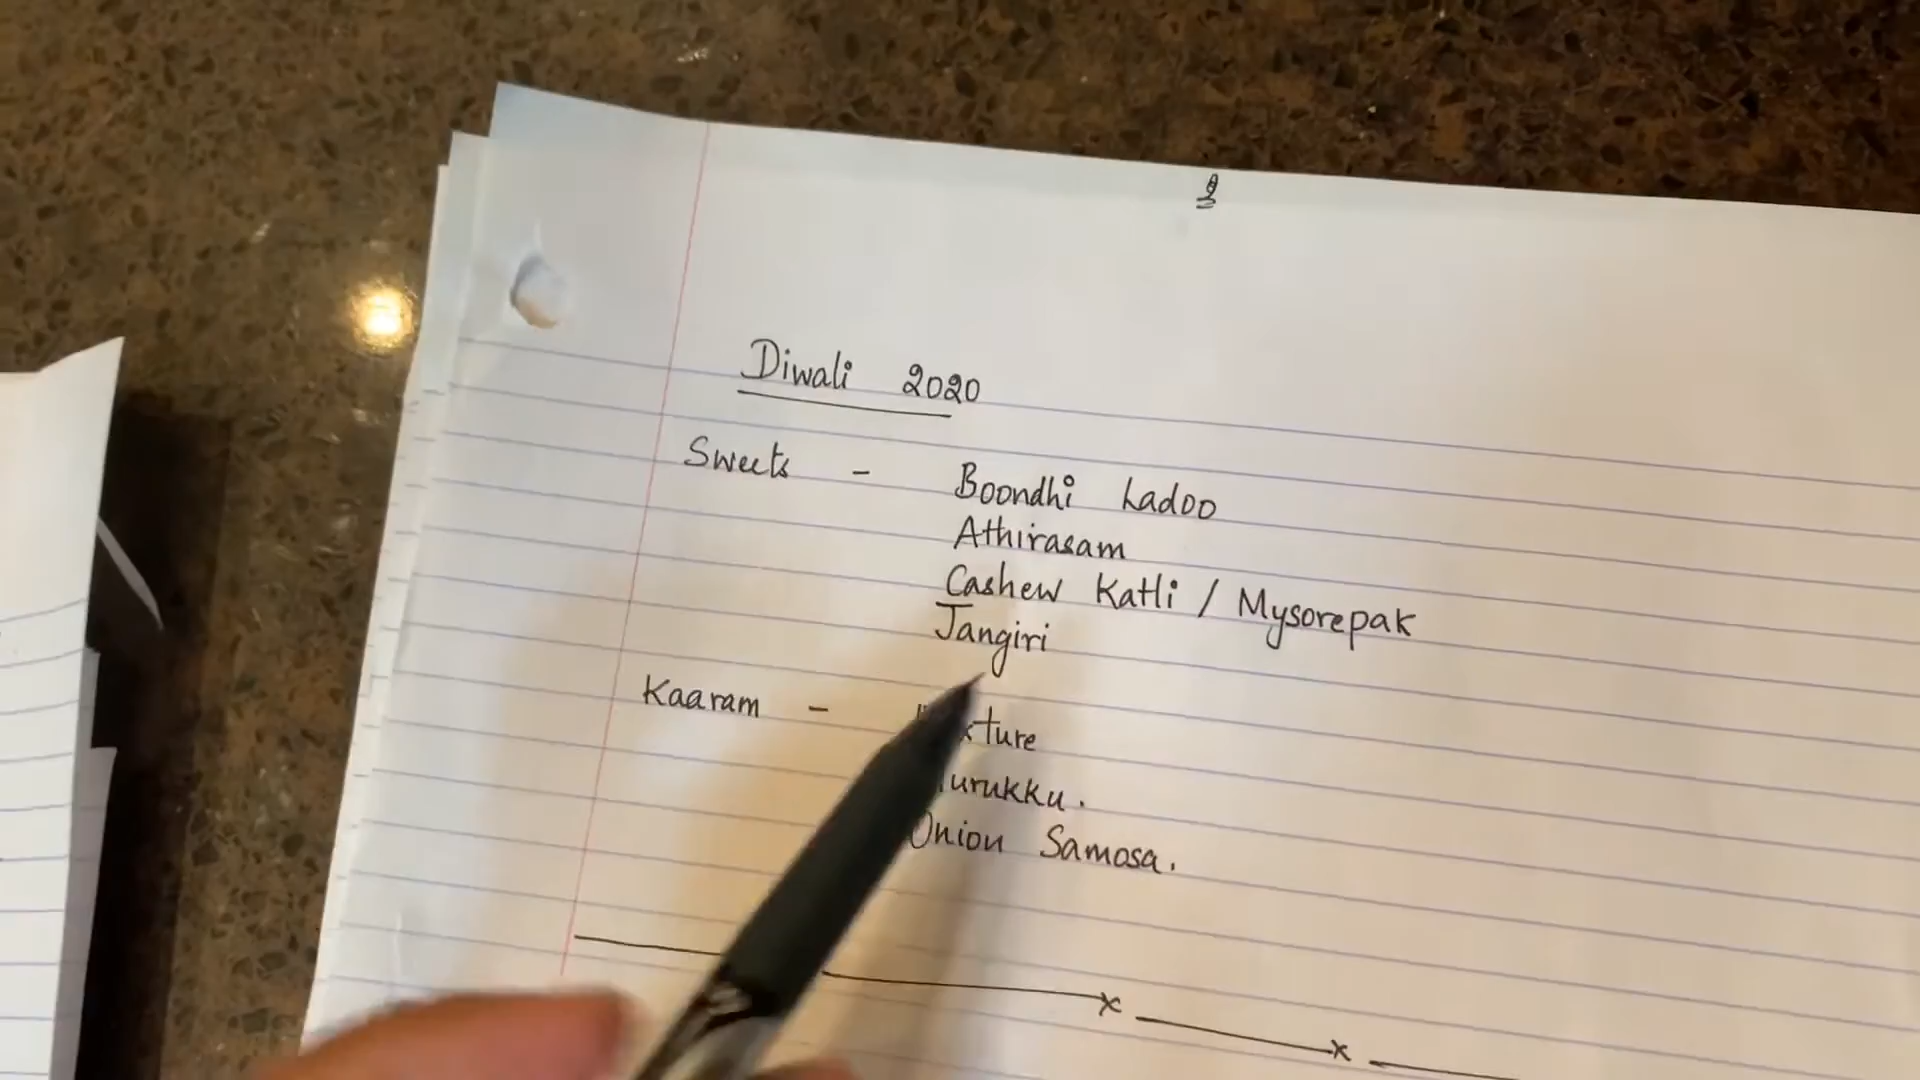 Diwali 2020
Sweets - Boondhi Ladoo
Athirasam
Cashew Katli / Mysorepak
Jangiri
Kaaram -
Onion Samosa.